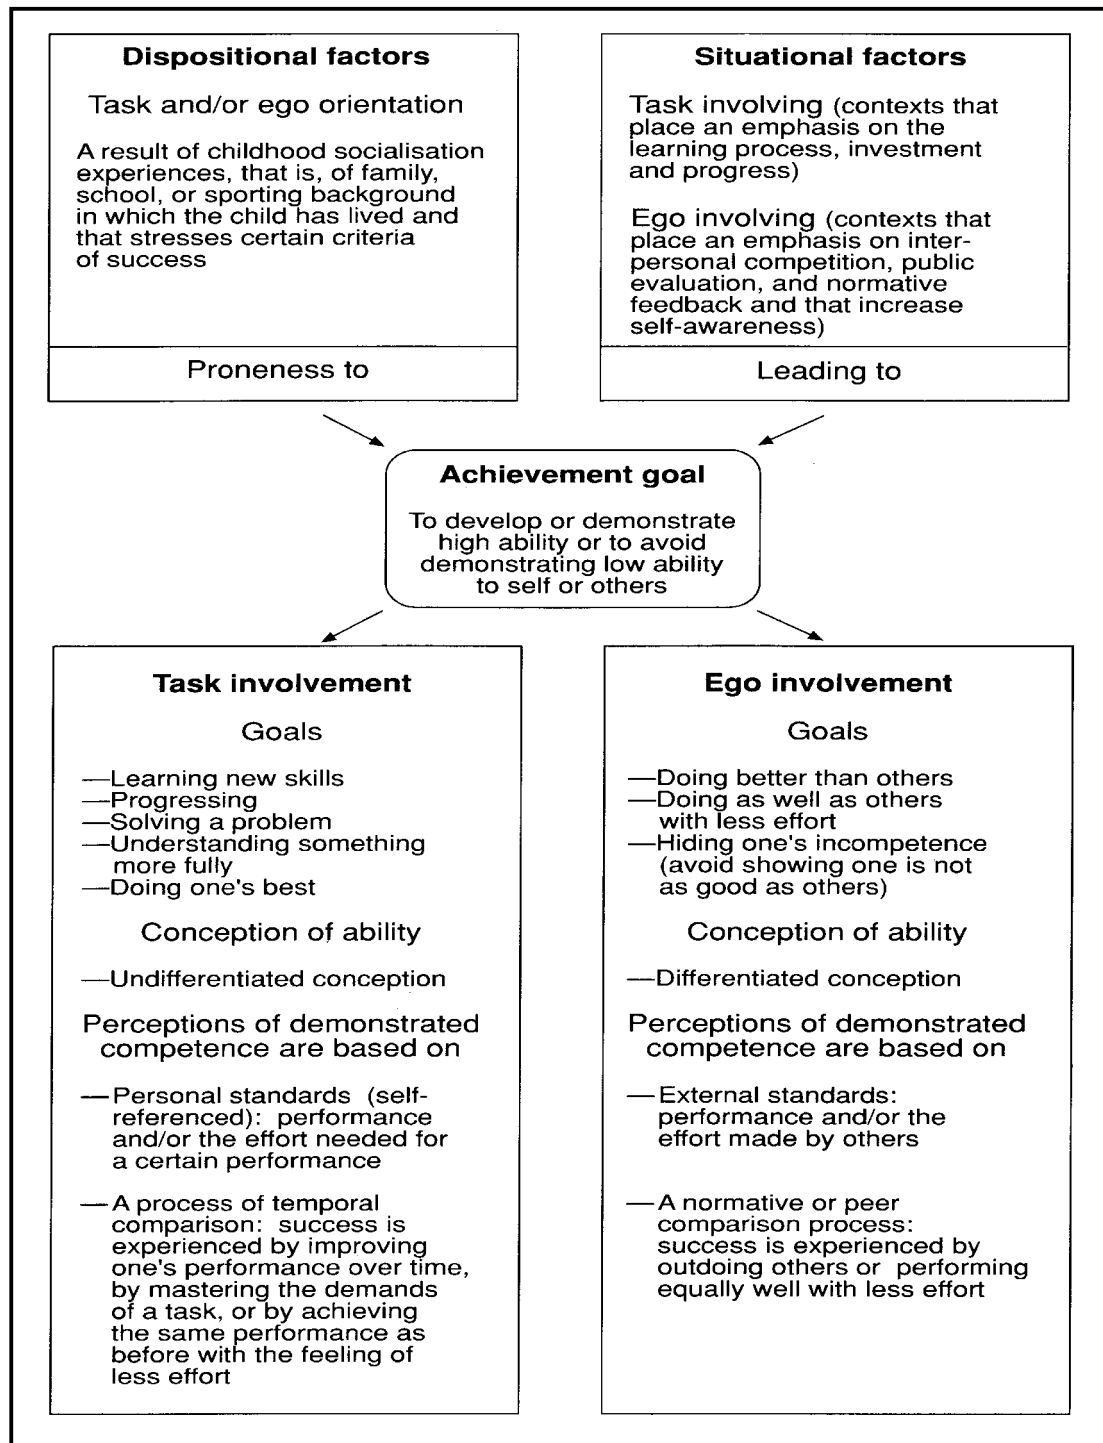 Dispositional factors
Task and/or ego orientation
A result of childhood socialisation
experiences, that is, of family,
school, or sporting background
in which the child has lived and
that stresses certain criteria
of success
Proneness to
Situational factors
Task involving (contexts that
place an emphasis on the
learning process, investment
and progress)
Ego involving (contexts that
place an emphasis on inter-
personal competition, public
evaluation, and normative
feedback and that increase
self-awareness)
Leading to
Achievement goal
To develop or demonstrate
high ability or to avoid
demonstrating low ability
to self or others
Task involvement
Goals
—Learning new skills
—Progressing
—Solving a problem
—Understanding something
more fully
—Doing one's best
Conception of ability
—Undifferentiated conception
Perceptions of demonstrated
competence are based on
—Personal standards (self-
referenced): performance
and/or the effort needed for
a certain performance
—A process of temporal
comparison: success is
experienced by improving
one's performance over time,
by mastering the demands
of a task, or by achieving
the same performance as
before with the feeling of
less effort
Ego involvement
Goals
—Doing better than others
—Doing as well as others
with less effort
—Hiding one's incompetence
(avoid showing one is not
as good as others)
Conception of ability
—Differentiated conception
Perceptions of demonstrated
competence are based on
—External standards:
performance and/or the
effort made by others
—A normative or peer
comparison process:
success is experienced by
outdoing others or performing
equally well with less effort